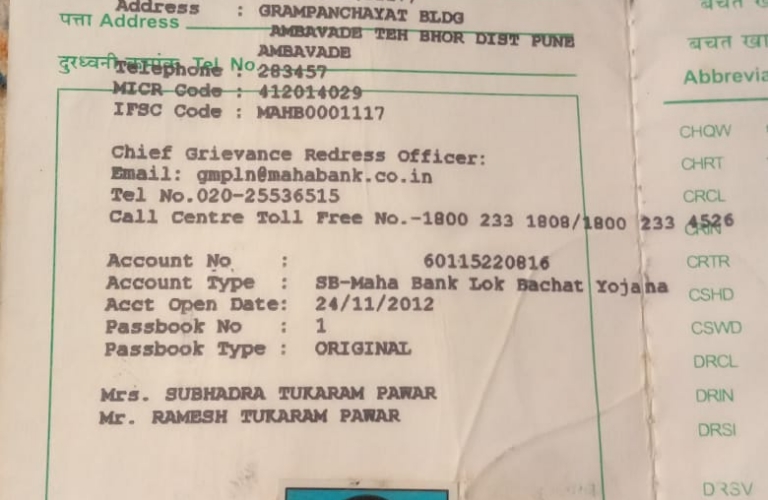 Address : GRAMPANCHAYAT BLDG
पत्ता Address
AMBAVADE TEH BHOR DIST PUNE
AMBAVADE
दुरध्वनी क्रमांक Tel No.
Telephone : 283457
MICR Code : 412014029
IFSC Code : MAHB0001117
Chief Grievance Redress Officer:
Email: gmpln@mahabank.co.in
Tel No.020-25536515
Call Centre Toll Free No.-1800 233 1808/1800 233 4526
Account No : 60115220816
Account Type : SB-Maha Bank Lok Bachat Yojana
Acct Open Date: 24/11/2012
Passbook No : 1
Passbook Type : ORIGINAL
Mrs. SUBHADRA TUKARAM PAWAR
Mr. RAMESH TUKARAM PAWAR
बचत
बचत खा
Abbrevia
CHQW
CHRT
CRCL
CRIN
CRTR
CSHD
CSWD
DRCL
DRIN
DRSI
DRSV